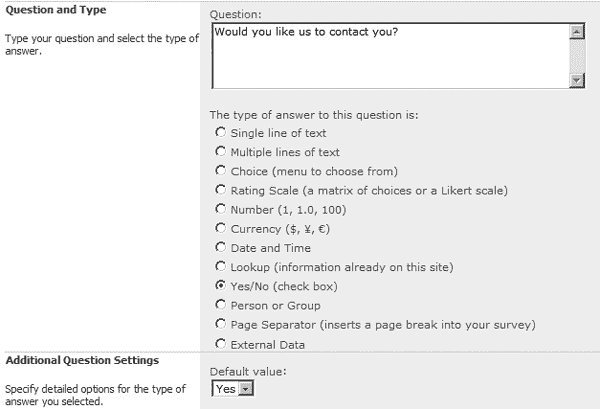 Question and Type
Type your question and select the type of
answer.
Question:
Would you like us to contact you?
The type of answer to this question is:
Single line of text
Multiple lines of text
Choice (menu to choose from)
Rating Scale (a matrix of choices or a Likert scale)
Number (1, 1.0, 100)
Currency ($, ¥, €)
Date and Time
Lookup (information already on this site)
Yes/No (check box)
Person or Group
Page Separator (inserts a page break into your survey)
External Data
Additional Question Settings
Specify detailed options for the type of
answer you selected.
Default value:
Yes